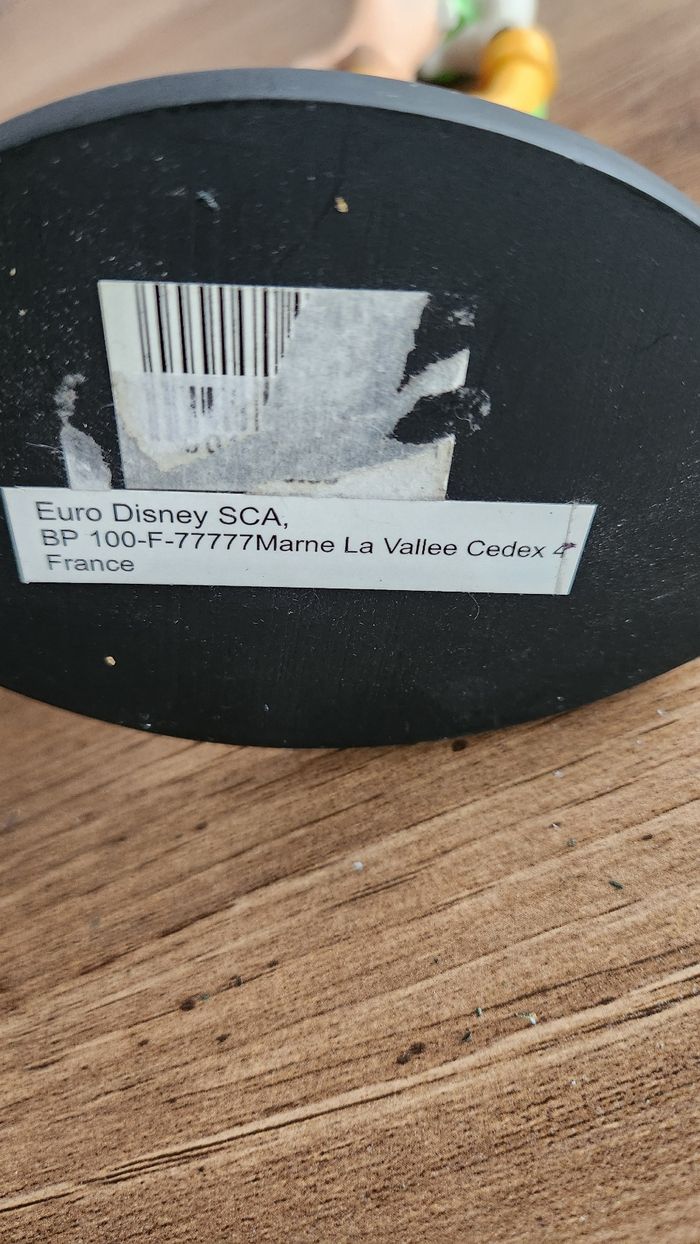 Euro Disney SCA,
BP 100-F-77777Marne La Vallee Cedex 4
France